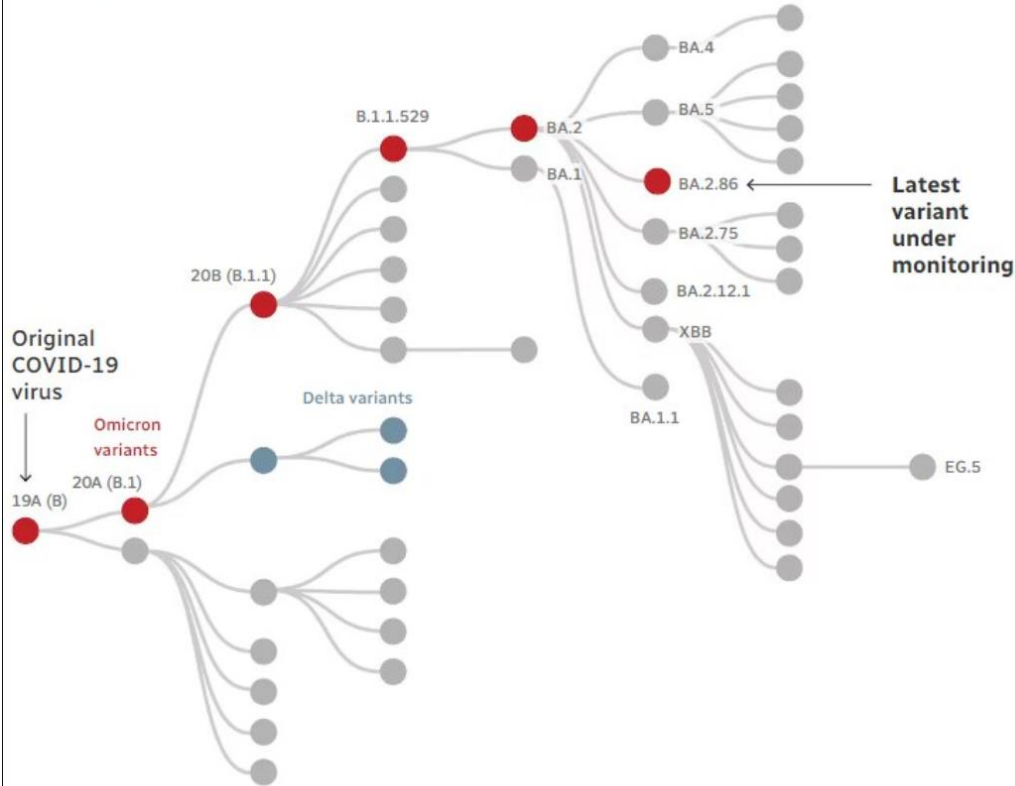 BA.4
B.1.1.529
BA.5
BA.2
BA.1
BA.2.86
Latest
variant
under
monitoring
BA.2.75
20B (B.1.1)
BA.2.12.1
XBB
Original
COVID-19
virus
Delta variants
BA.1.1
Omicron
variants
EG.5
20A (B.1)
19A (B)